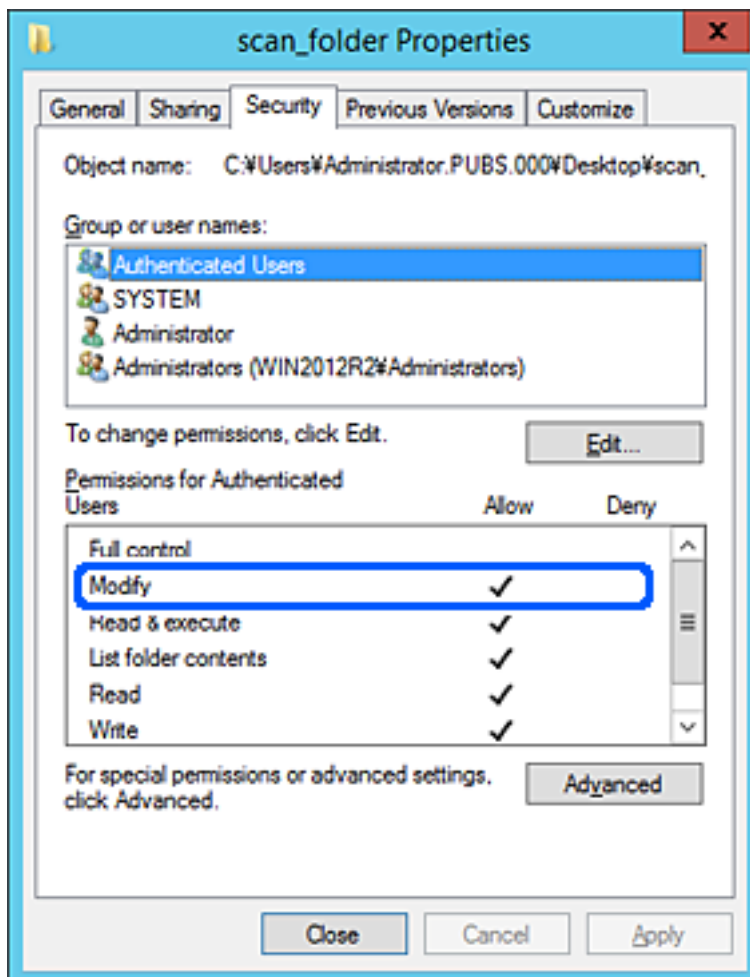 scan_folder Properties
General Sharing Security Previous Versions Customize
Object name: C:¥Users¥Administrator.PUBS.000¥Desktop¥scan_
Group or user names:
Authenticated Users
SYSTEM
Administrator
Administrators (WIN2012R2¥Administrators)
To change permissions, click Edit.
Edit...
Permissions for Authenticated
Users Allow Deny
Full control
Modify
Read & execute
List folder contents
Read
Write
For special permissions or advanced settings,
click Advanced.
Advanced
Close Cancel Apply